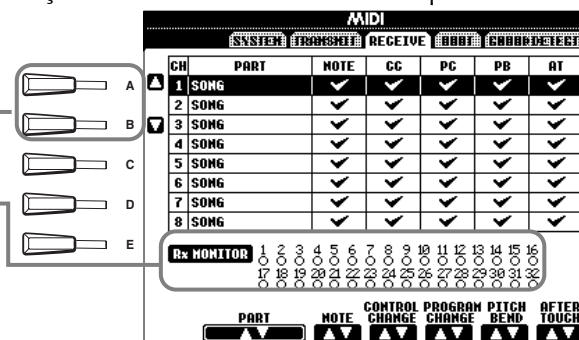 MIDI
SYSTEM TRANSMIT RECEIVE ROOT CHORD DETECT
CH PART NOTE CC PC PB AT
A 1 SONG
2 SONG
B 3 SONG
4 SONG
C 5 SONG
6 SONG
D 7 SONG
8 SONG
E Rx MONITOR 1 2 3 4 5 6 7 8 9 10 11 12 13 14 15 16
17 18 19 20 21 22 23 24 25 26 27 28 29 30 31 32
PART NOTE CONTROL CHANGE PROGRAM CHANGE PITCH BEND AFTER TOUCH